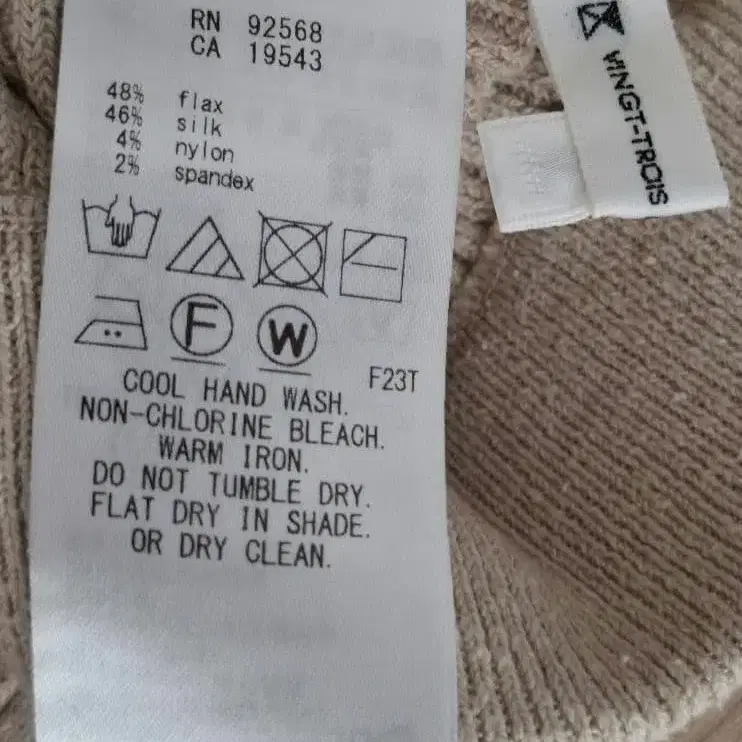 RN 92568
CA 19543
48% flax
46% silk
4% nylon
2% spandex
F
W
F23T
COOL HAND WASH.
NON-CHLORINE BLEACH.
WARM IRON.
DO NOT TUMBLE DRY.
FLAT DRY IN SHADE.
OR DRY CLEAN.
VINGT-TROIS